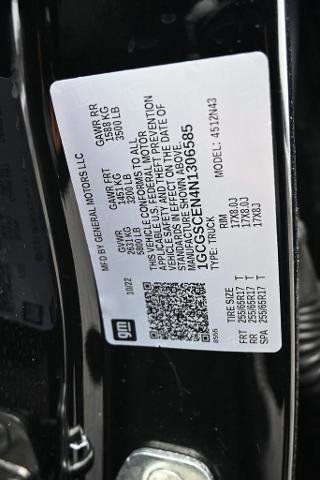 MFD BY GENERAL MOTORS LLC
10/22
gm
GVWR GAWR FRT GAWR RR
2631 KG 1451 KG 1588 KG
5800 LB 3200 LB 3500 LB
THIS VEHICLE CONFORMS TO ALL
APPLICABLE U.S. FEDERAL MOTOR
VEHICLE SAFETY AND THEFT PREVENTION
STANDARDS IN EFFECT ON THE DATE OF
MANUFACTURE SHOWN ABOVE.
1GCGSCEN4N1306585
TYPE: TRUCK MODEL: 4512N43
8555
TIRE SIZE RIM
FRT 255/65R17 T 17X8.0J
RR 255/65R17 T 17X8.0J
SPA 255/65R17 T 17X8J